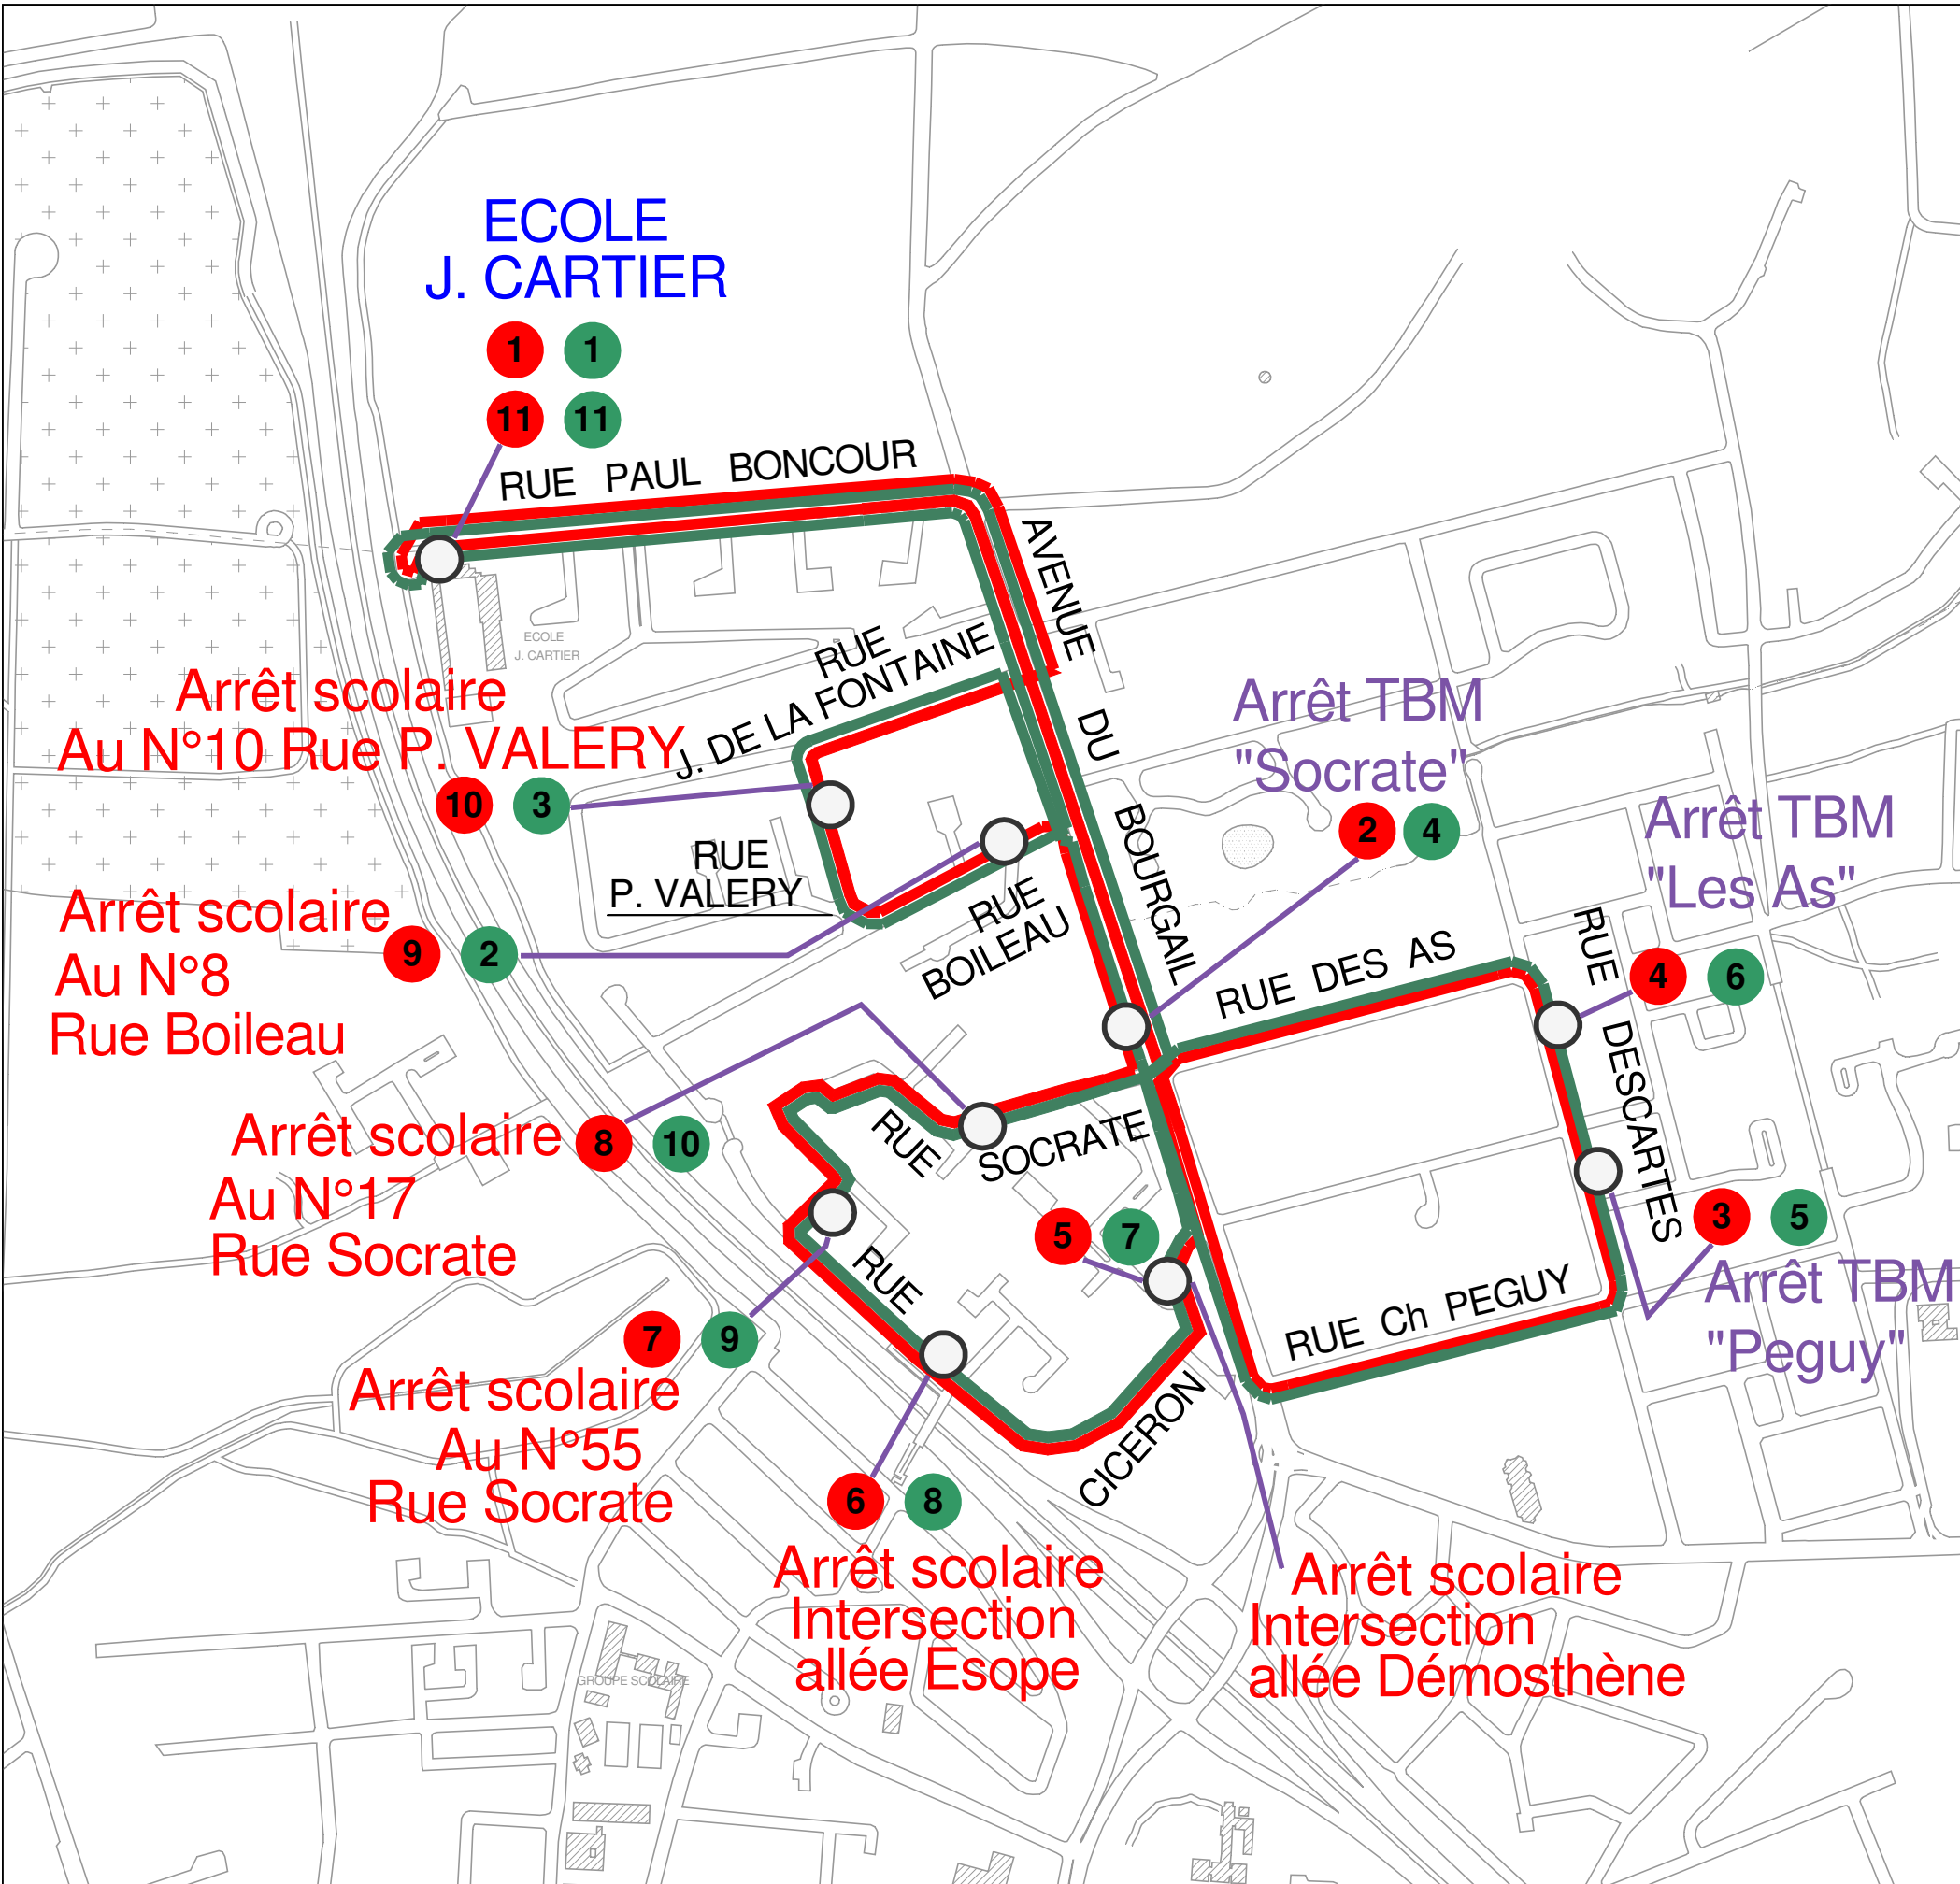 ECOLE
J. CARTIER
1 1
11 11
RUE PAUL BONCOUR
AVENUE DU BOURGAIL
ECOLE
J. CARTIER
RUE
J. DE LA FONTAINE
Arrêt scolaire
Au N°10 Rue P. VALERY
10 3
Arrêt TBM
"Socrate"
2 4
Arrêt TBM
"Les As"
4 6
RUE
P. VALERY
Arrêt scolaire
9 2
Au N°8
Rue Boileau
RUE
BOILEAU
RUE DES AS
RUE DESCARTES
Arrêt scolaire
8 10
Au N°17
Rue Socrate
RUE SOCRATE
5 7
3 5
Arrêt TBM
"Peguy"
RUE Ch PEGUY
RUE CICERON
7 9
Arrêt scolaire
Au N°55
Rue Socrate
6 8
Arrêt scolaire
Intersection
allée Esope
Arrêt scolaire
Intersection
allée Démosthène
GROUPE SCOLAIRE